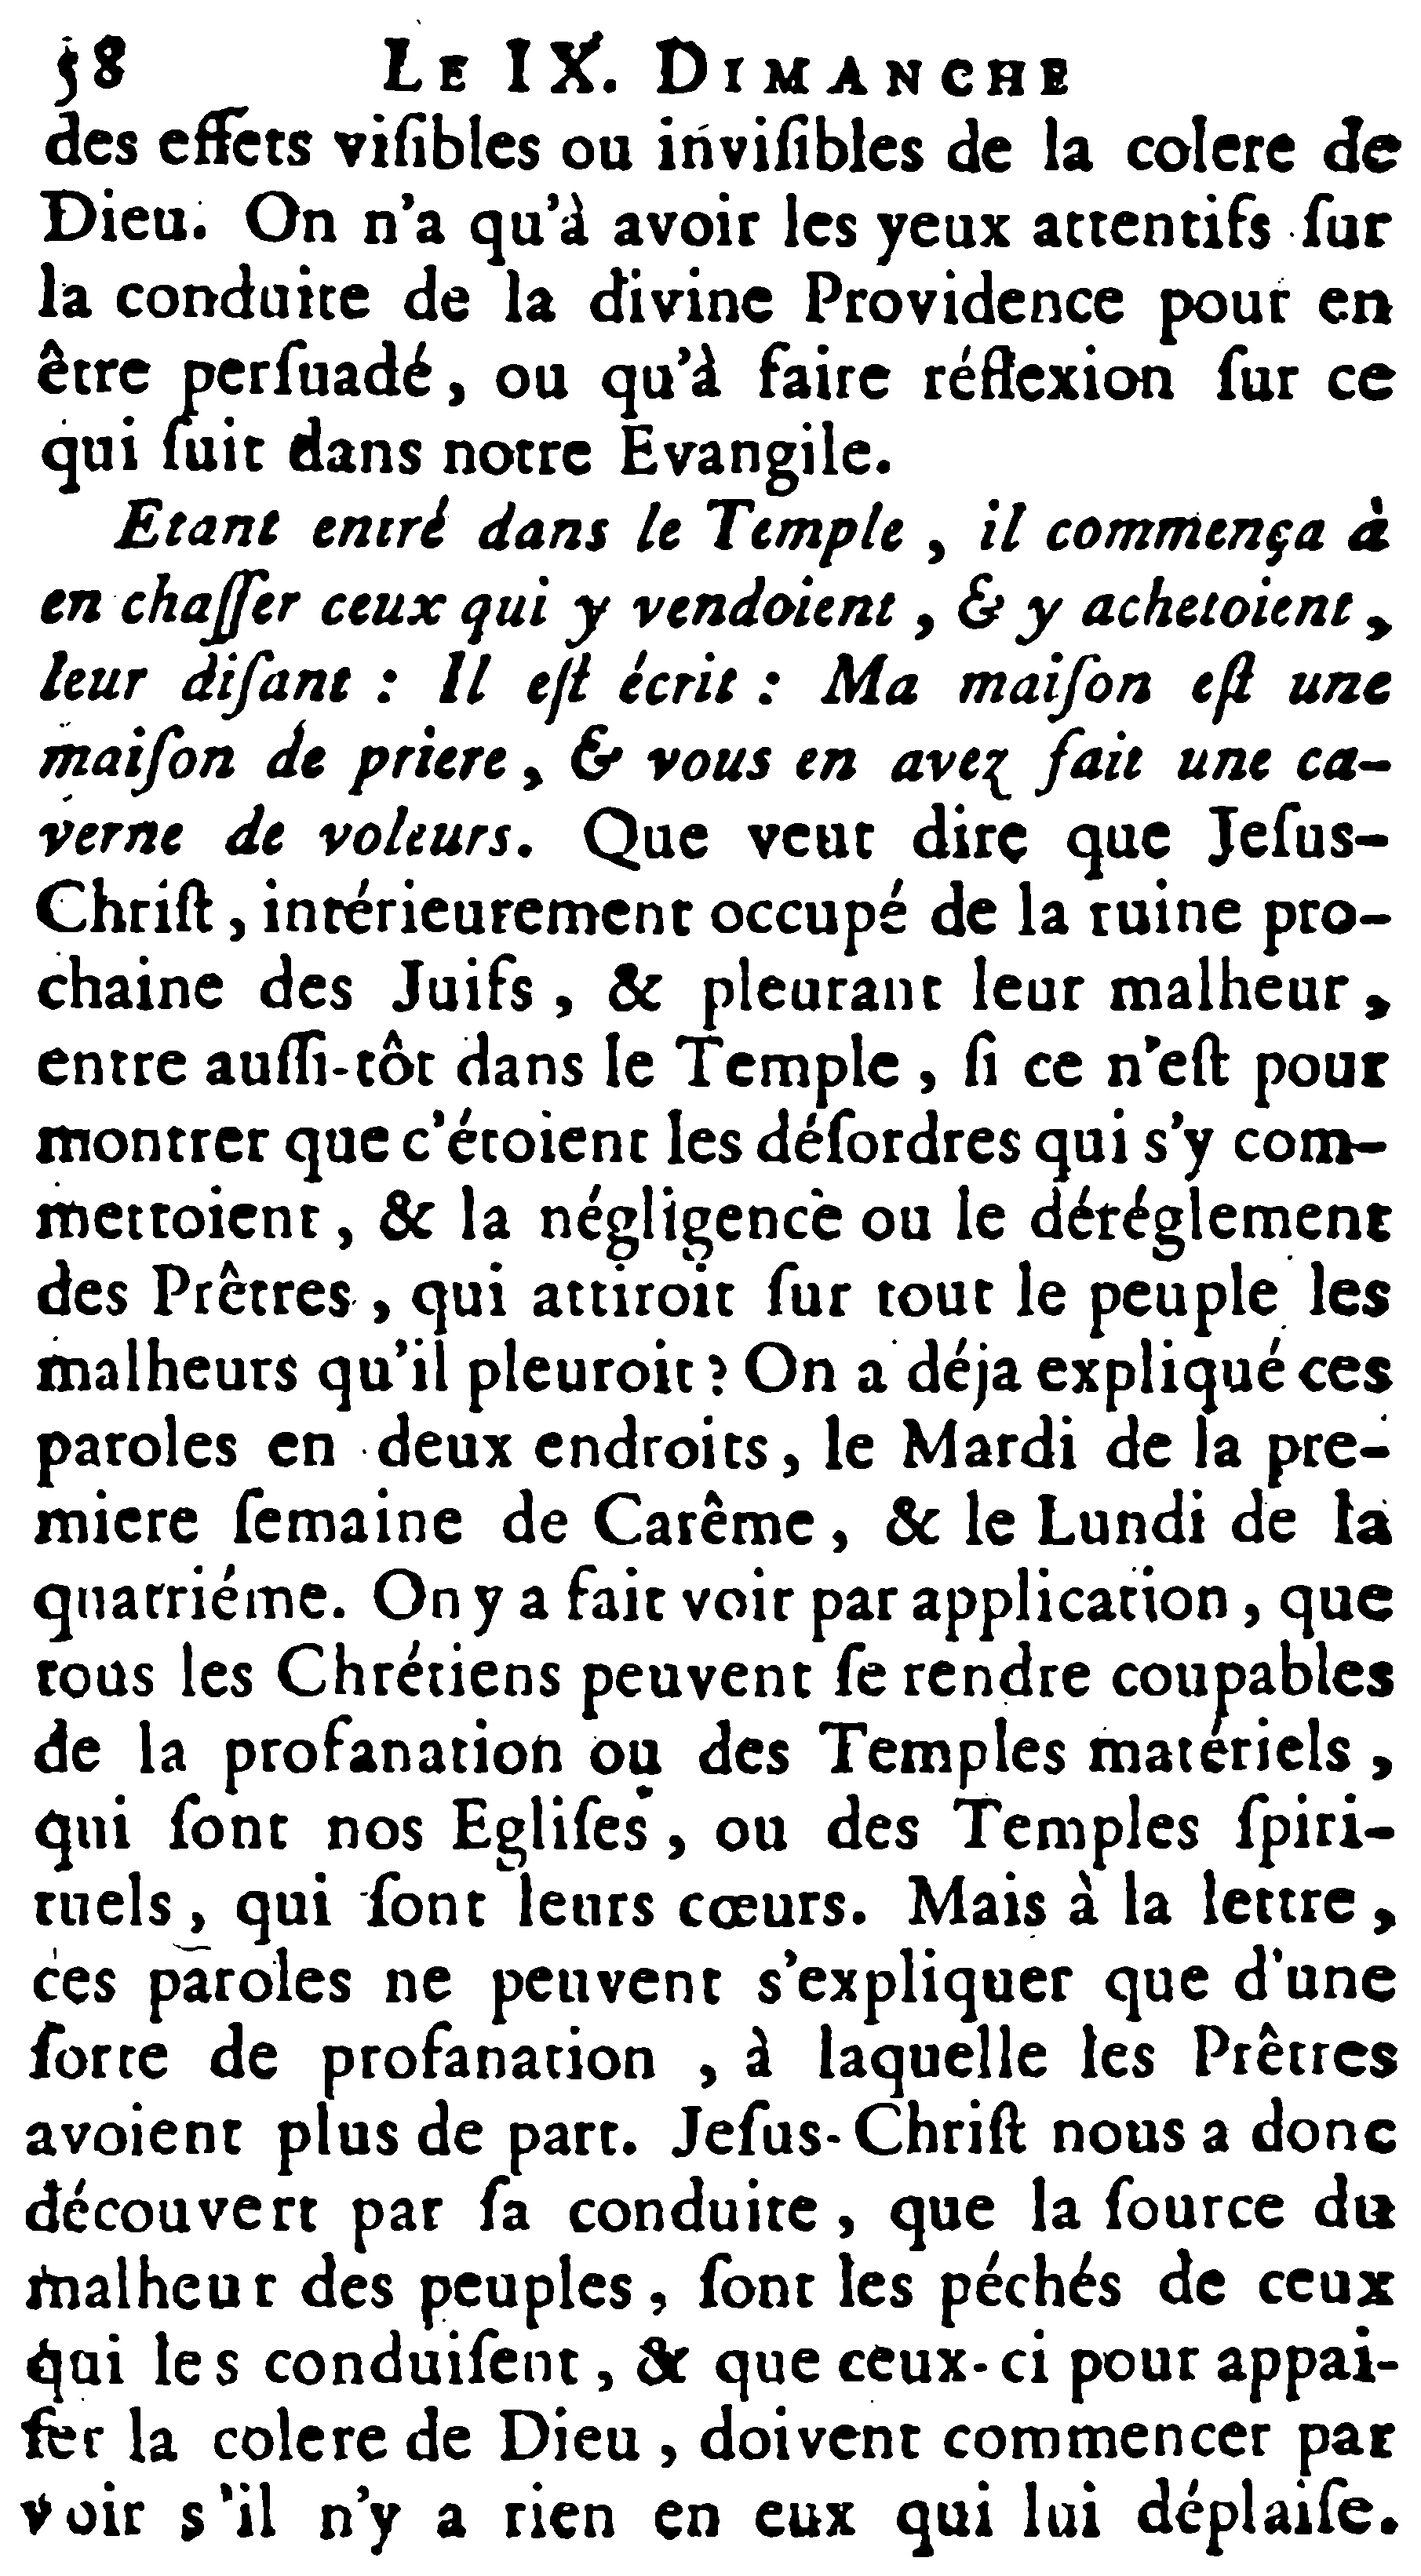 58 LE IX. DIMANCHE
des effets viſibles ou inviſibles de la colere de
Dieu. On n'a qu'à avoir les yeux attentifs ſur
la conduite de la divine Providence pour en
être perſuadé, ou qu'à faire réflexion ſur ce
qui ſuit dans notre Evangile.
Etant entré dans le Temple, il commença à
en chaſſer ceux qui y vendoient, & y achetoient,
leur diſant : Il eſt écrit : Ma maiſon eſt une
maiſon de priere, & vous en avez fait une ca-
verne de voleurs. Que veut dire que Jeſus-
Chriſt, intérieurement occupé de la ruine pro-
chaine des Juifs, & pleurant leur malheur,
entre auſſi-tôt dans le Temple, ſi ce n'eſt pour
montrer que c'étoient les déſordres qui s'y com-
mettoient, & la négligence ou le déréglement
des Prêtres, qui attiroit ſur tout le peuple les
malheurs qu'il pleuroit ? On a déja expliqué ces
paroles en deux endroits, le Mardi de la pre-
miere ſemaine de Carême, & le Lundi de la
quatriéme. On y a fait voir par application, que
tous les Chrétiens peuvent ſe rendre coupables
de la profanation ou des Temples matériels,
qui ſont nos Egliſes, ou des Temples ſpiri-
tuels, qui ſont leurs cœurs. Mais à la lettre,
ces paroles ne peuvent s'expliquer que d'une
ſorte de profanation, à laquelle les Prêtres
avoient plus de part. Jeſus-Chriſt nous a donc
découvert par ſa conduite, que la ſource du
malheur des peuples, ſont les péchés de ceux
qui les conduiſent, & que ceux-ci pour appai-
ſer la colere de Dieu, doivent commencer par
voir s'il n'y a rien en eux qui lui déplaiſe.